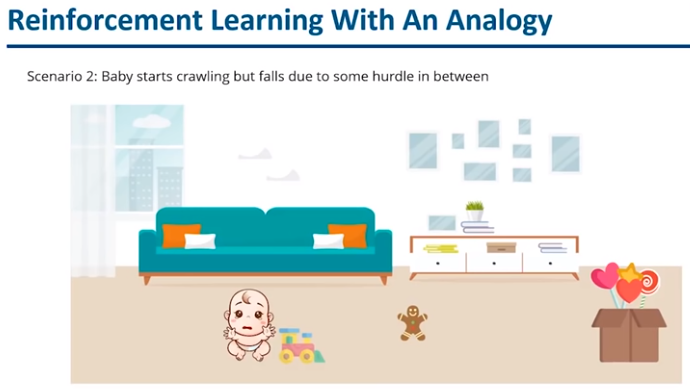 Reinforcement Learning With An Analogy
Scenario 2: Baby starts crawling but falls due to some hurdle in between